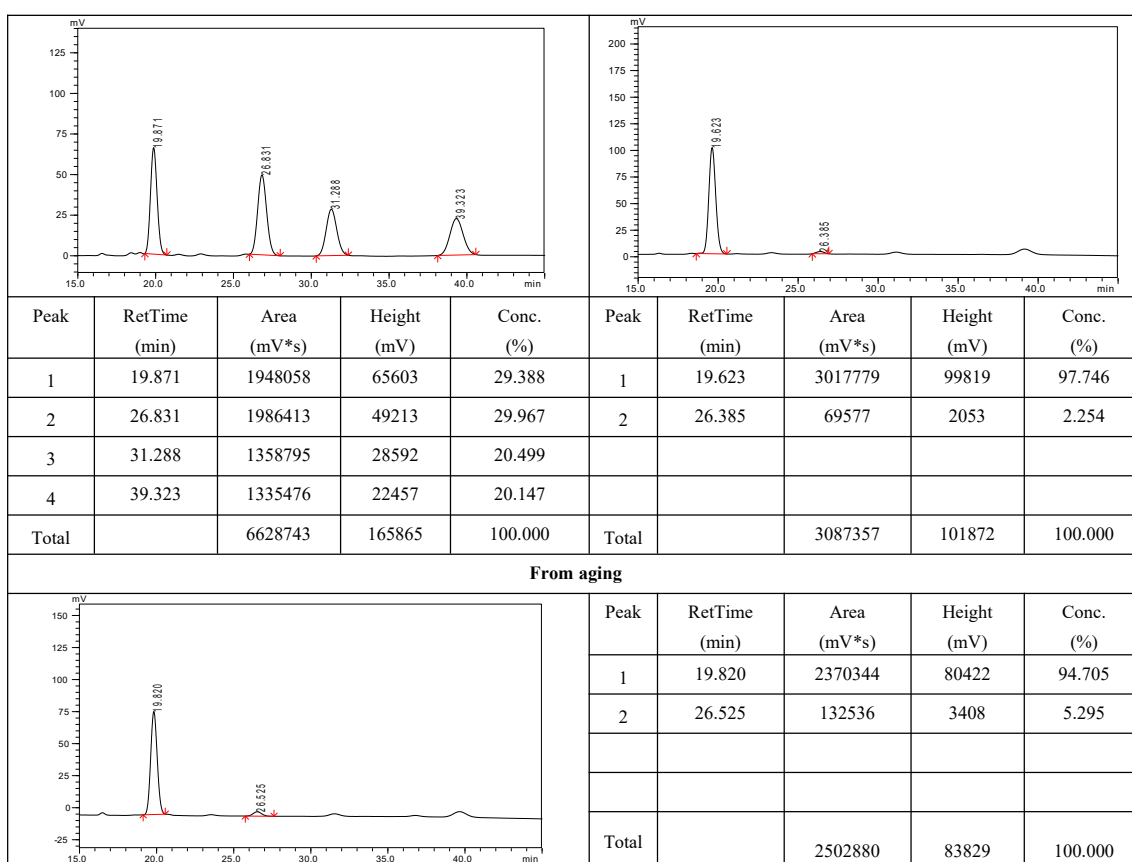 mV
125
100
75
50
25
0
19.871
26.831
31.288
39.323
15.0 20.0 25.0 30.0 35.0 40.0 min
mV
200
175
150
125
100
75
50
25
0
19.623
26.385
15.0 20.0 25.0 30.0 35.0 40.0 min
Peak RetTime Area Height Conc. Peak RetTime Area Height Conc.
(min) (mV*s) (mV) (%) (min) (mV*s) (mV) (%)
1 19.871 1948058 65603 29.388 1 19.623 3017779 99819 97.746
2 26.831 1986413 49213 29.967 2 26.385 69577 2053 2.254
3 31.288 1358795 28592 20.499
4 39.323 1335476 22457 20.147
Total 6628743 165865 100.000 Total 3087357 101872 100.000
From aging
mV
150
125
100
75
50
25
0
-25
19.820
26.525
15.0 20.0 25.0 30.0 35.0 40.0
Peak RetTime Area Height Conc.
(min) (mV*s) (mV) (%)
1 19.820 2370344 80422 94.705
2 26.525 132536 3408 5.295
Total 2502880 83829 100.000